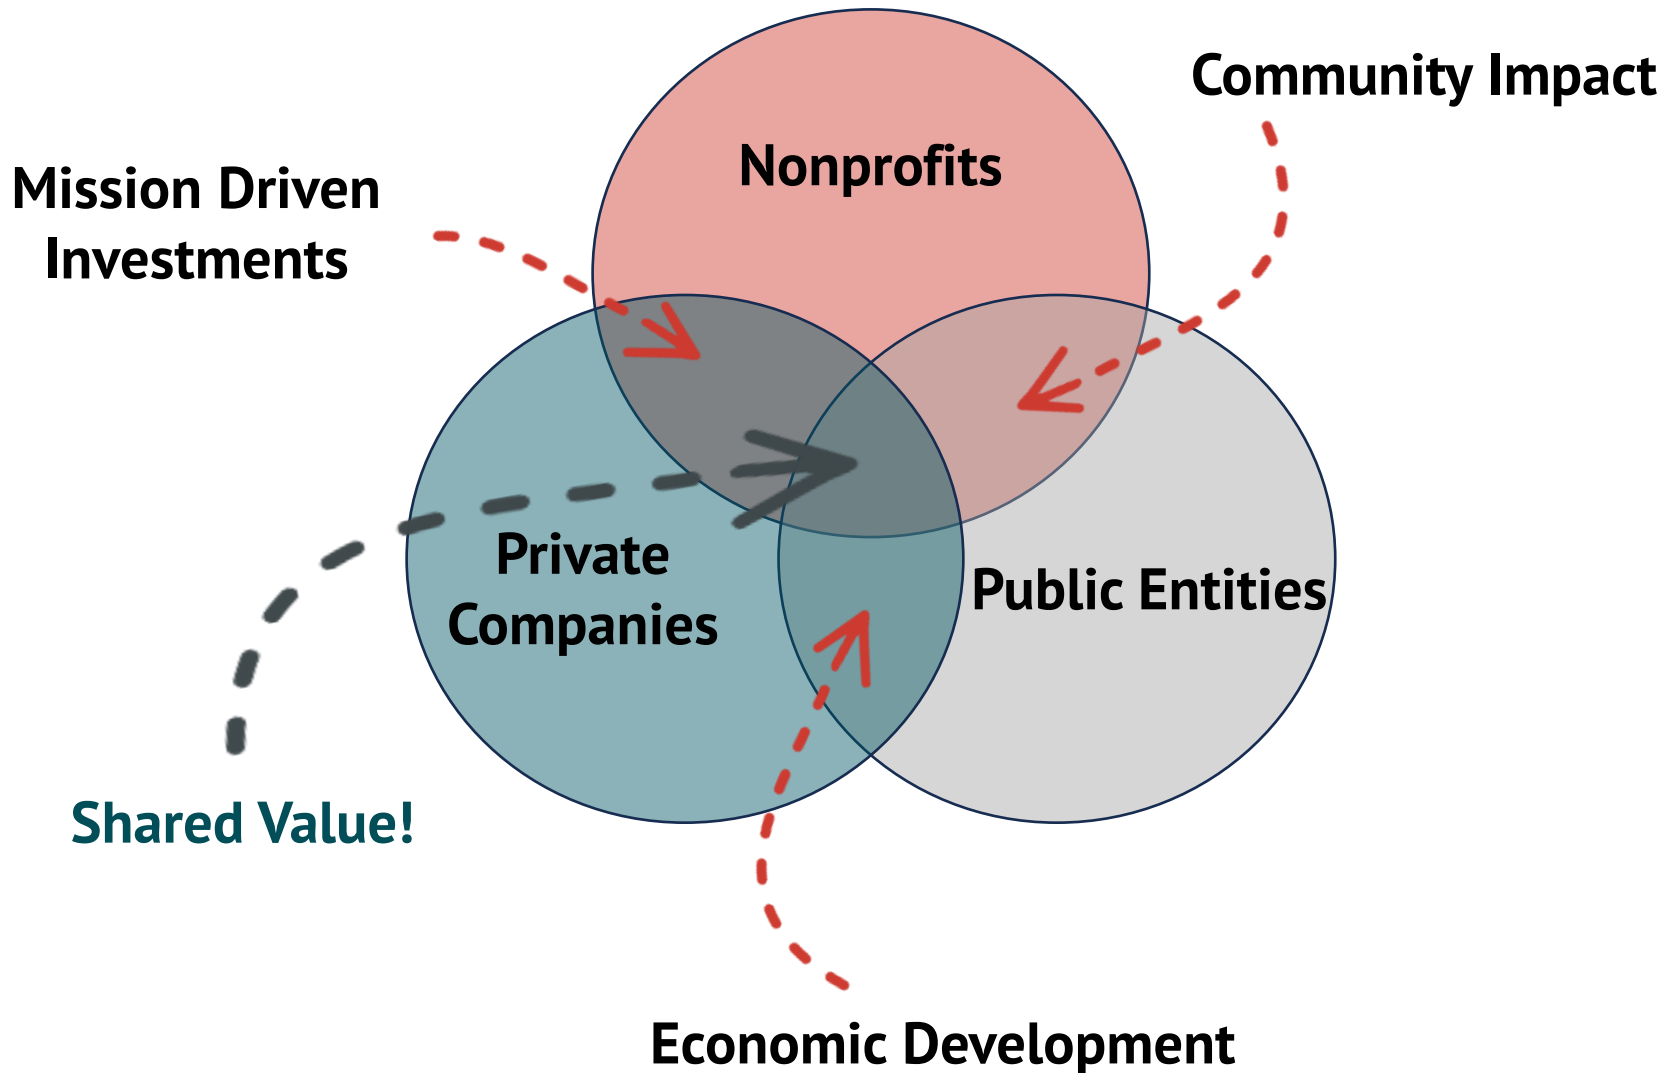 Community Impact
Nonprofits
Mission Driven
Investments
Private
Companies
Public Entities
Shared Value!
Economic Development